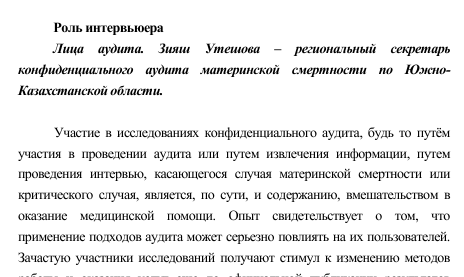 Роль интервьюера
Лица аудита. Зияш Утешова – региональный секретарь
конфиденциального аудита материнской смертности по Южно-
Казахстанской области.
Участие в исследованиях конфиденциального аудита, будь то путём
участия в проведении аудита или путем извлечения информации, путем
проведения интервью, касающегося случая материнской смертности или
критического случая, является, по сути, и содержанию, вмешательством в
оказание медицинской помощи. Опыт свидетельствует о том, что
применение подходов аудита может серьезно повлиять на их пользователей.
Зачастую участники исследований получают стимул к изменению методов